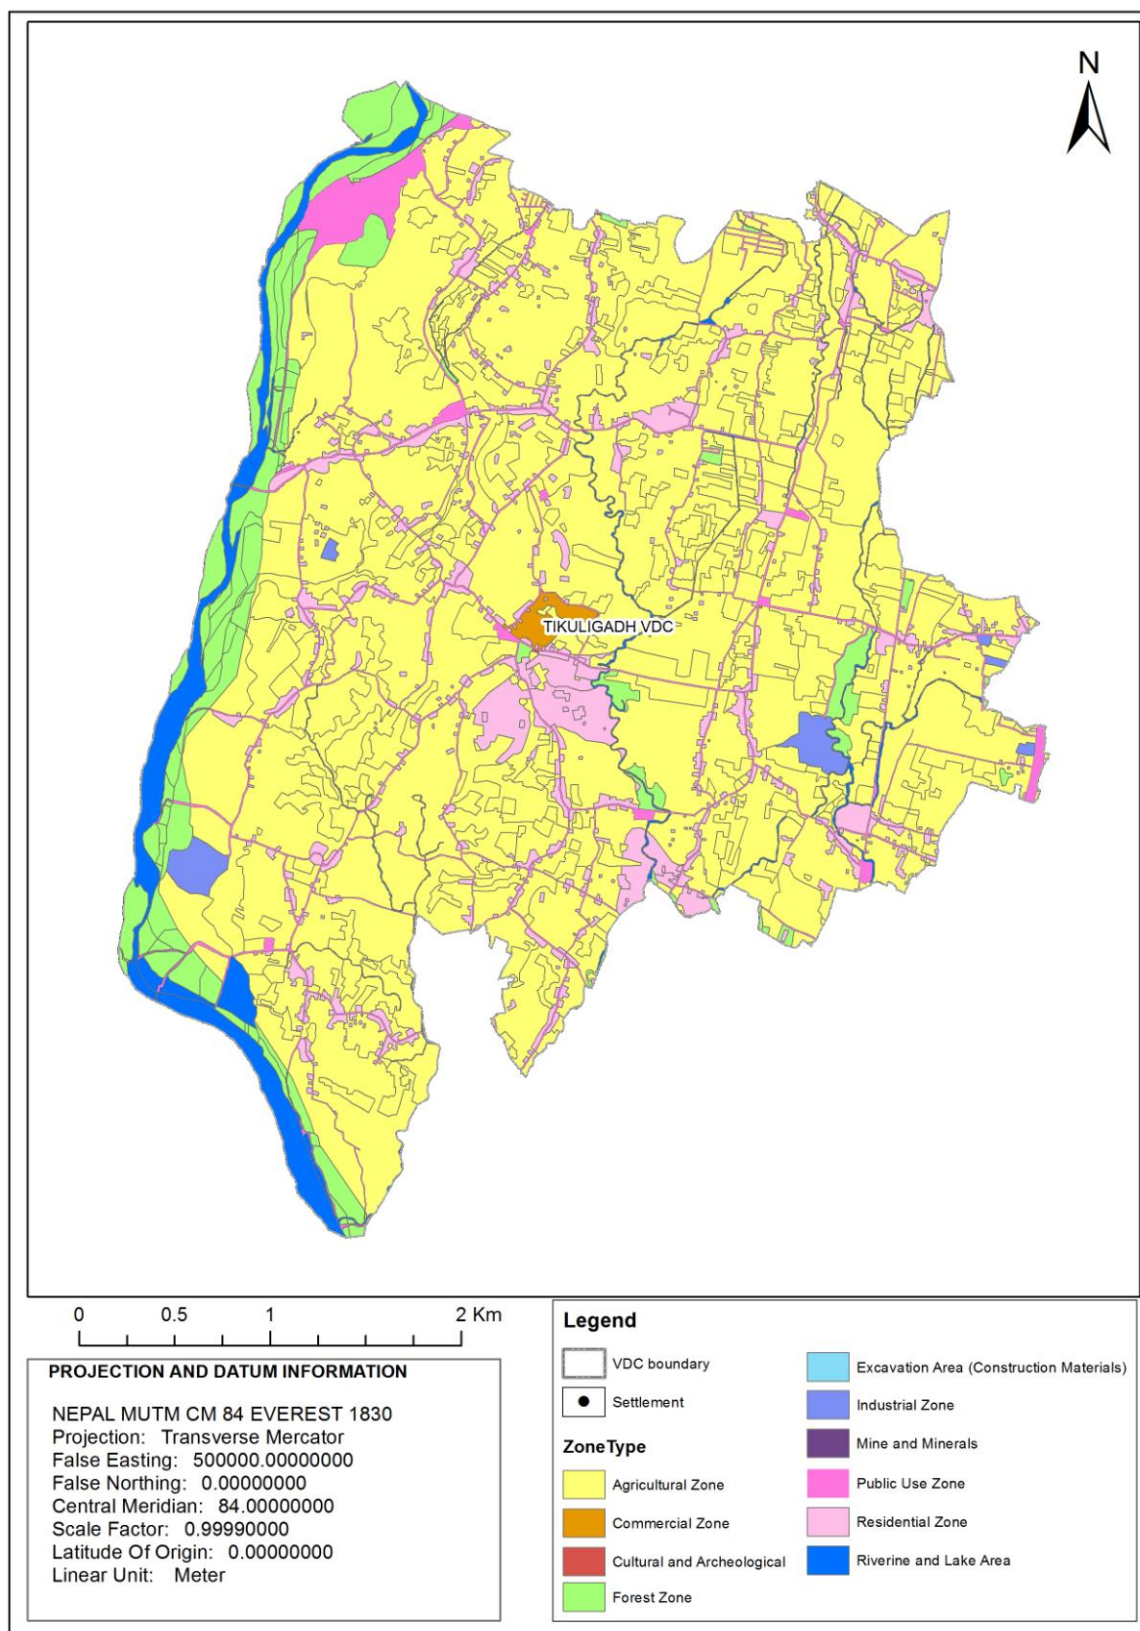 N
TIKULIGADH VDC
0 0.5 1 2 Km
PROJECTION AND DATUM INFORMATION
NEPAL MUTM CM 84 EVEREST 1830
Projection: Transverse Mercator
False Easting: 500000.00000000
False Northing: 0.00000000
Central Meridian: 84.00000000
Scale Factor: 0.99990000
Latitude Of Origin: 0.00000000
Linear Unit: Meter
Legend
VDC boundary
Settlement
ZoneType
Agricultural Zone
Commercial Zone
Cultural and Archeological
Forest Zone
Excavation Area (Construction Materials)
Industrial Zone
Mine and Minerals
Public Use Zone
Residential Zone
Riverine and Lake Area